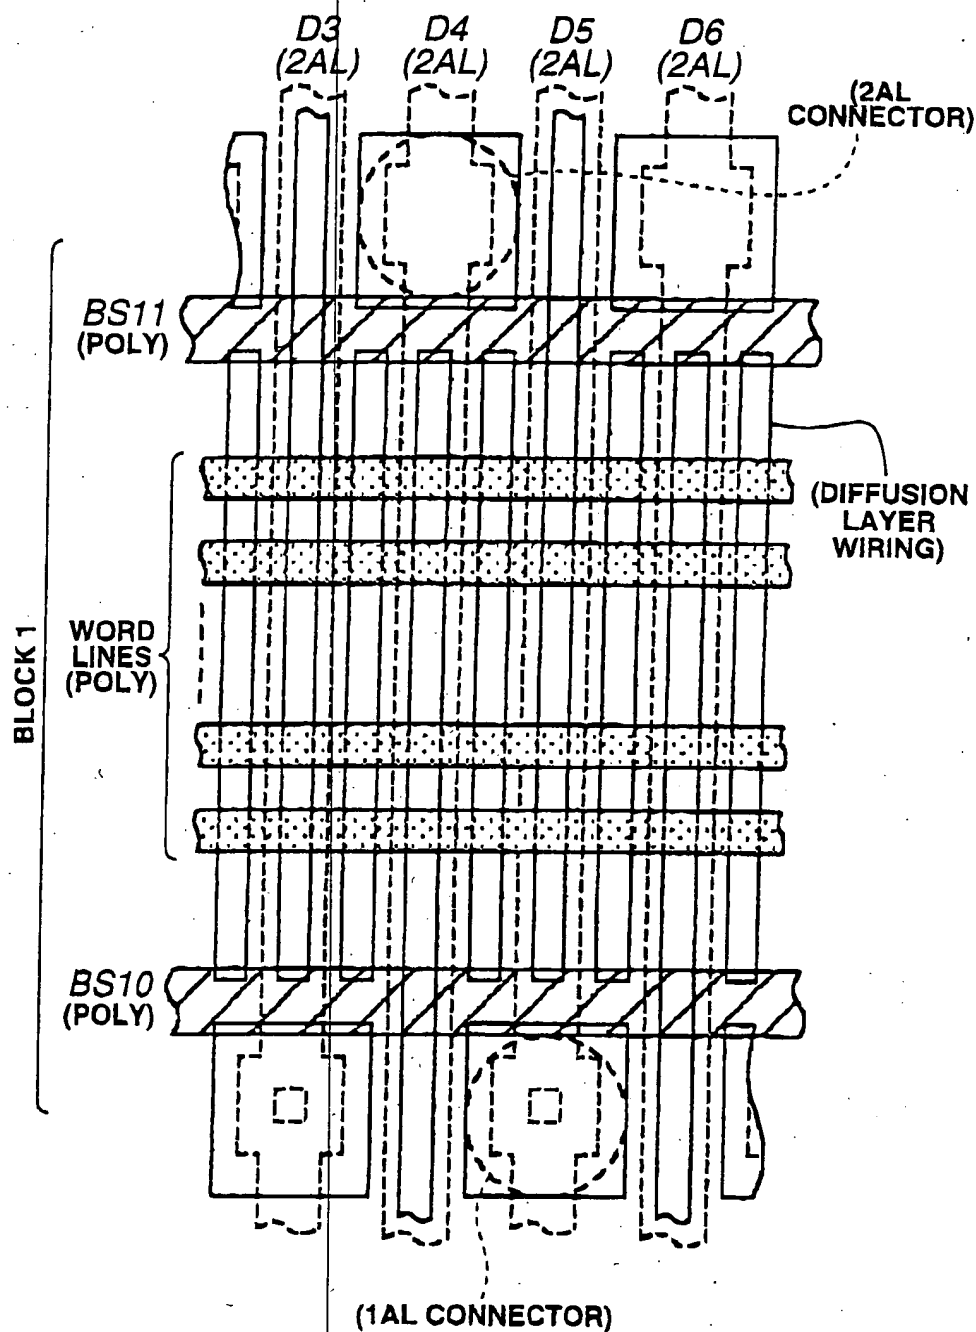 D3 D4 D5 D6
(2AL) (2AL) (2AL) (2AL)
(2AL
CONNECTOR)
BS11
(POLY)
(DIFFUSION
LAYER
WIRING)
WORD
LINES
(POLY)
BLOCK 1
BS10
(POLY)
(1AL CONNECTOR)